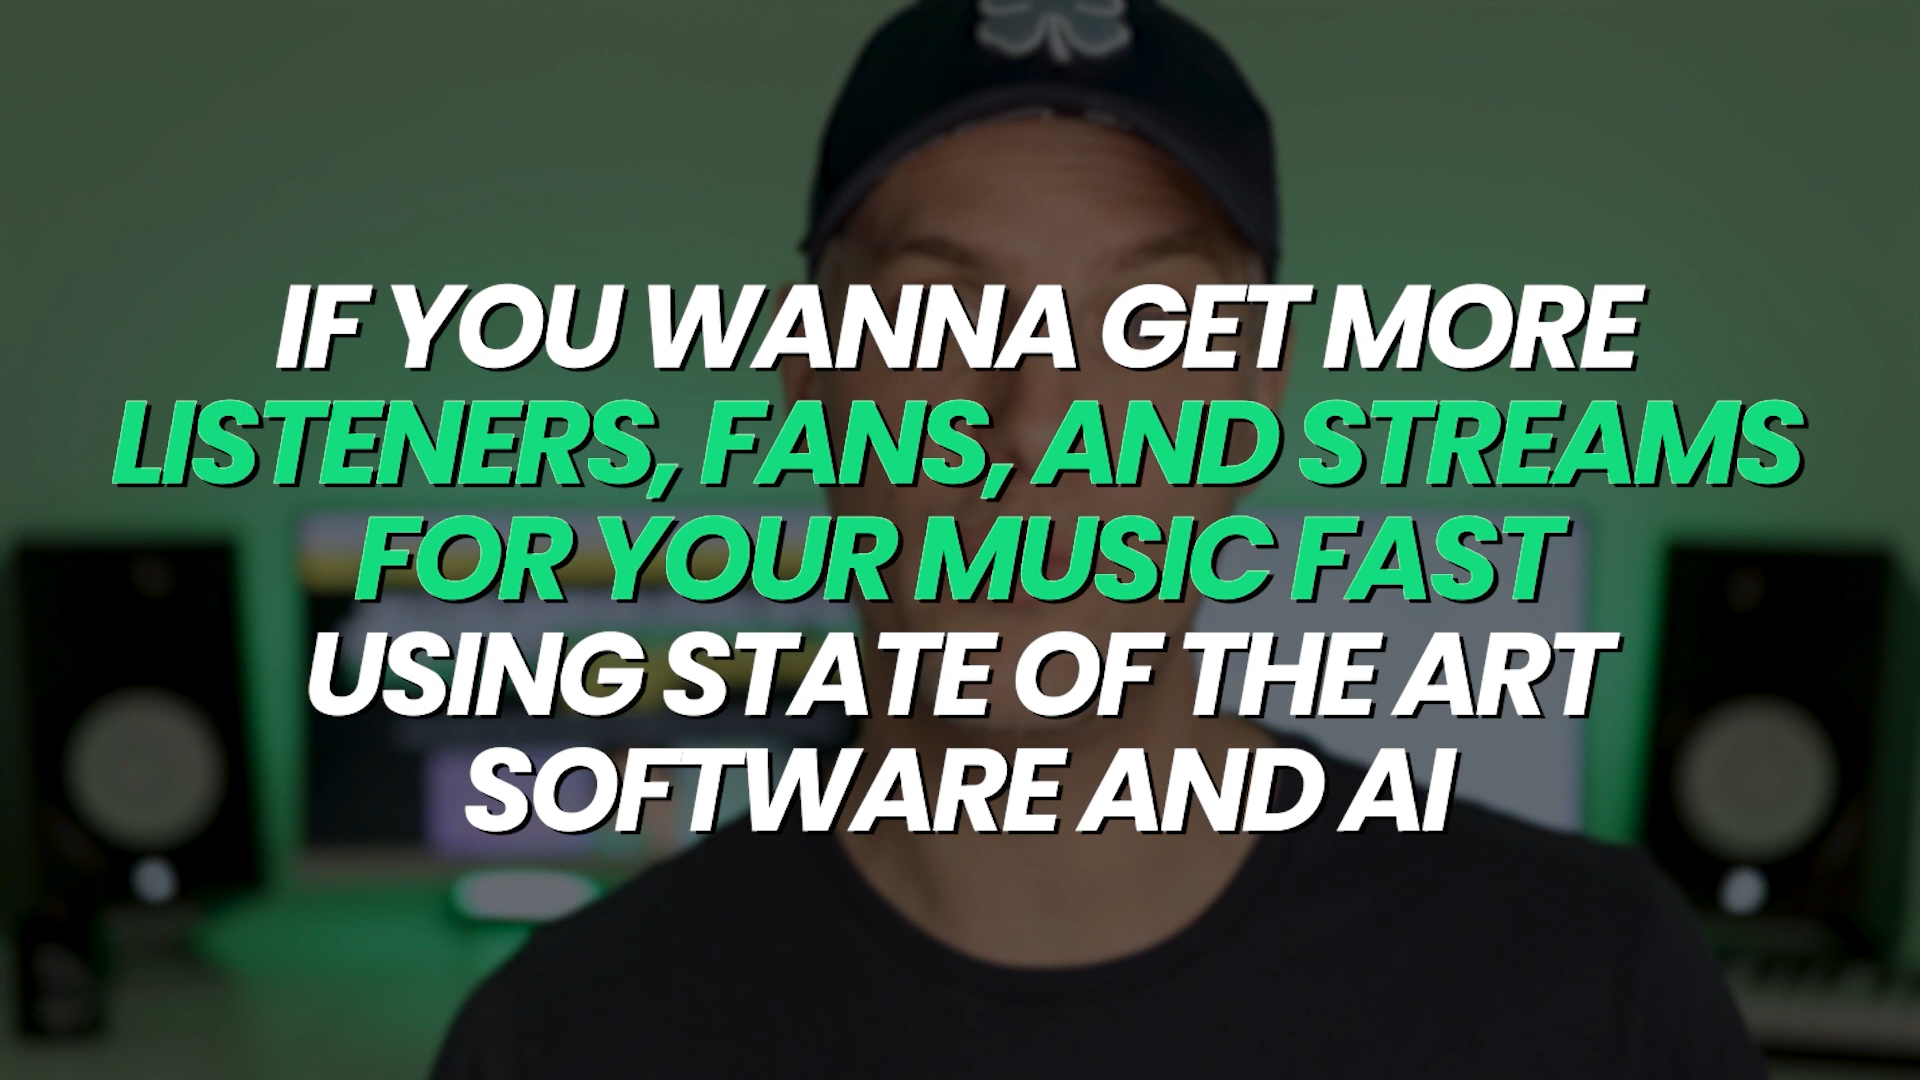 IF YOU WANNA GET MORE
LISTENERS, FANS, AND STREAMS
FOR YOUR MUSIC FAST
USING STATE OF THE ART
SOFTWARE AND AI